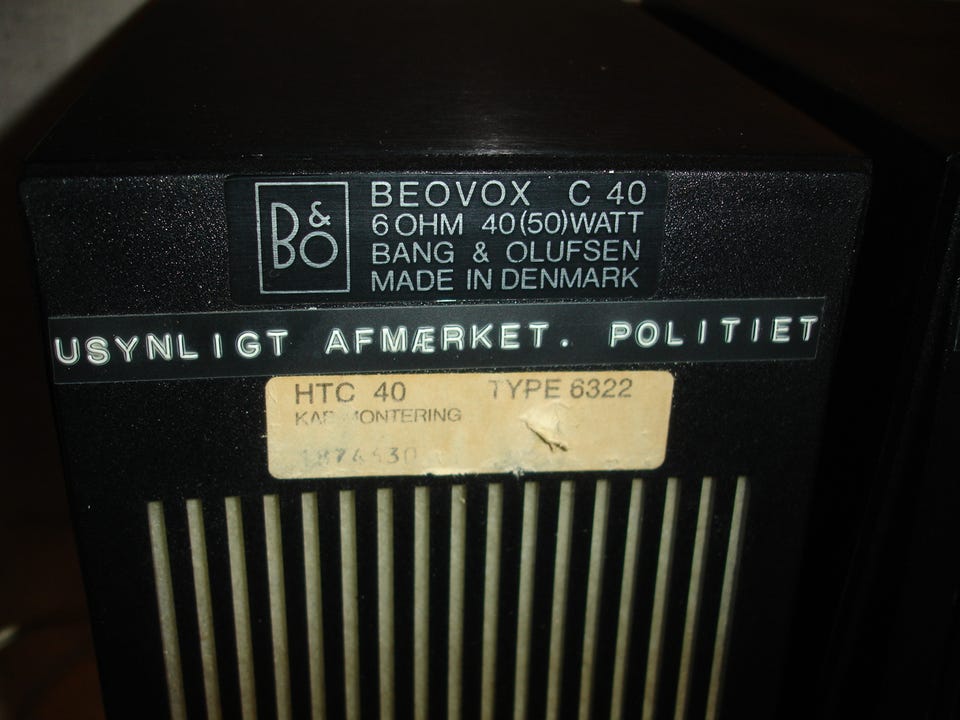 B&O
BEOVOX C 40
6 OHM 40(50)WATT
BANG & OLUFSEN
MADE IN DENMARK
USYNLIGT AFMÆRKET. POLITIET
HTC 40 TYPE 6322